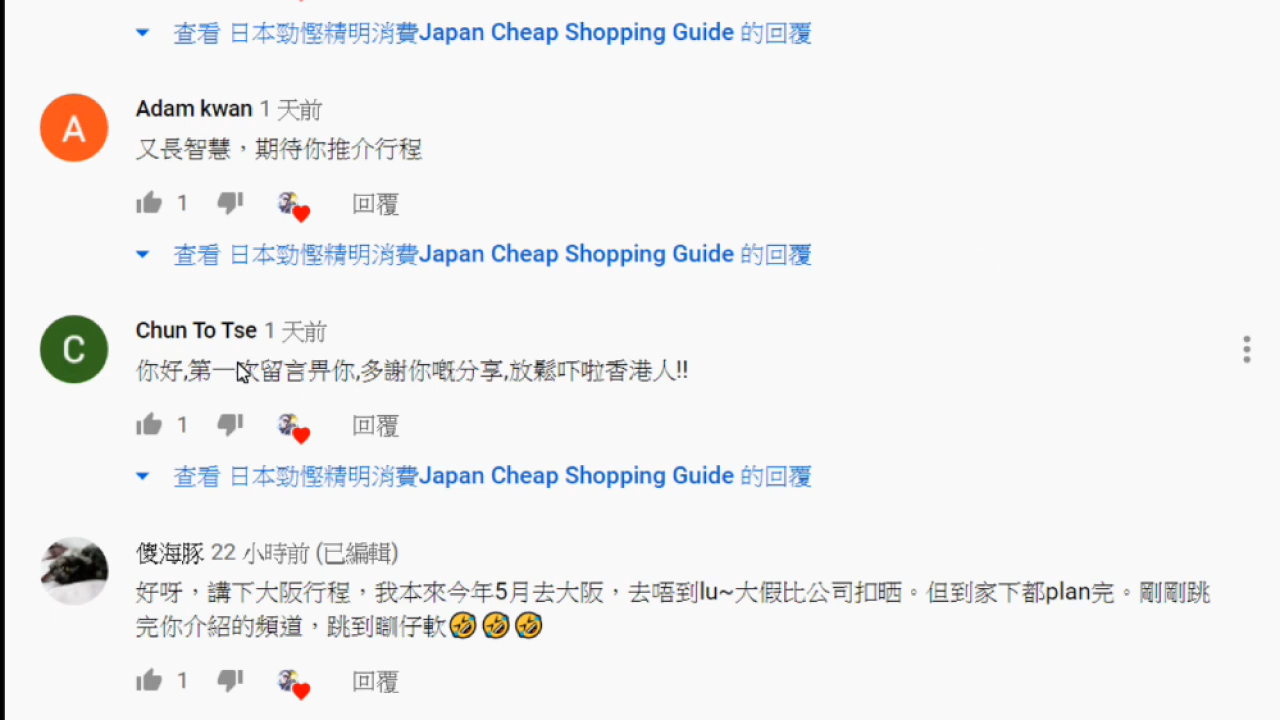 查看 日本勁慳精明消費Japan Cheap Shopping Guide 的回覆
A
Adam kwan 1 天前
又長智慧，期待你推介行程
1 回覆
查看 日本勁慳精明消費Japan Cheap Shopping Guide 的回覆
C
Chun To Tse 1 天前
你好,第一次留言畀你,多謝你嘅分享,放鬆吓啦香港人!!
1 回覆
查看 日本勁慳精明消費Japan Cheap Shopping Guide 的回覆
傻海豚 22 小時前 (已編輯)
好呀，講下大阪行程，我本來今年5月去大阪，去唔到lu~大假比公司扣晒。但到家下都plan完。剛剛跳
完你介紹的頻道，跳到瞓仔軟🤣🤣🤣
1 回覆